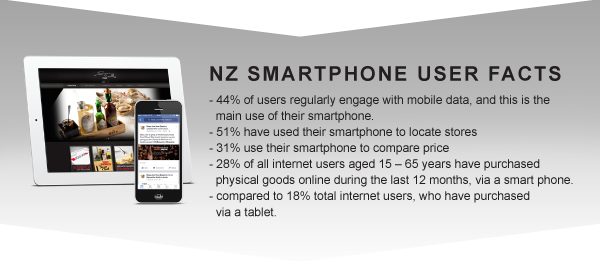 NZ SMARTPHONE USER FACTS
- 44% of users regularly engage with mobile data, and this is the
main use of their smartphone.
- 51% have used their smartphone to locate stores
- 31% use their smartphone to compare price
- 28% of all internet users aged 15 – 65 years have purchased
physical goods online during the last 12 months, via a smart phone.
- compared to 18% total internet users, who have purchased
via a tablet.